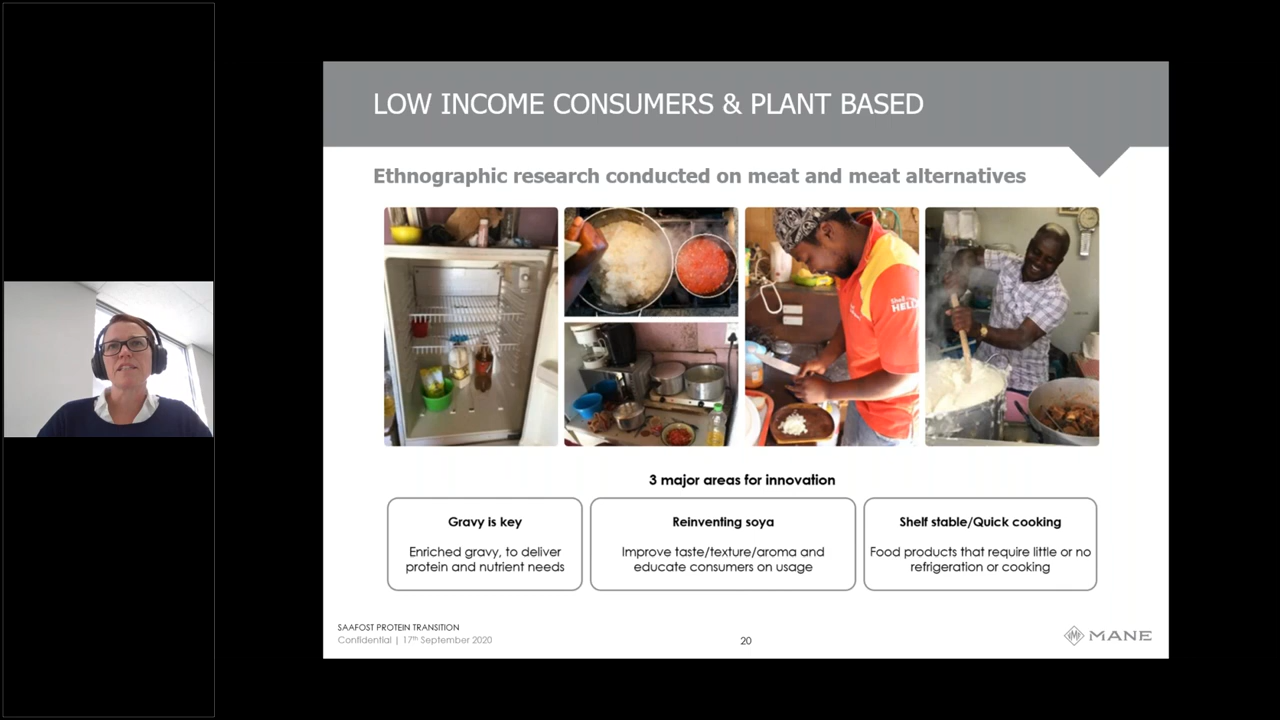 LOW INCOME CONSUMERS & PLANT BASED
Ethnographic research conducted on meat and meat alternatives
3 major areas for innovation
Gravy is key
Enriched gravy, to deliver
protein and nutrient needs
Reinventing soya
Improve taste/texture/aroma and
educate consumers on usage
Shelf stable/Quick cooking
Food products that require little or no
refrigeration or cooking
SAAFOST PROTEIN TRANSITION
Confidential | 17th September 2020
20
MANE